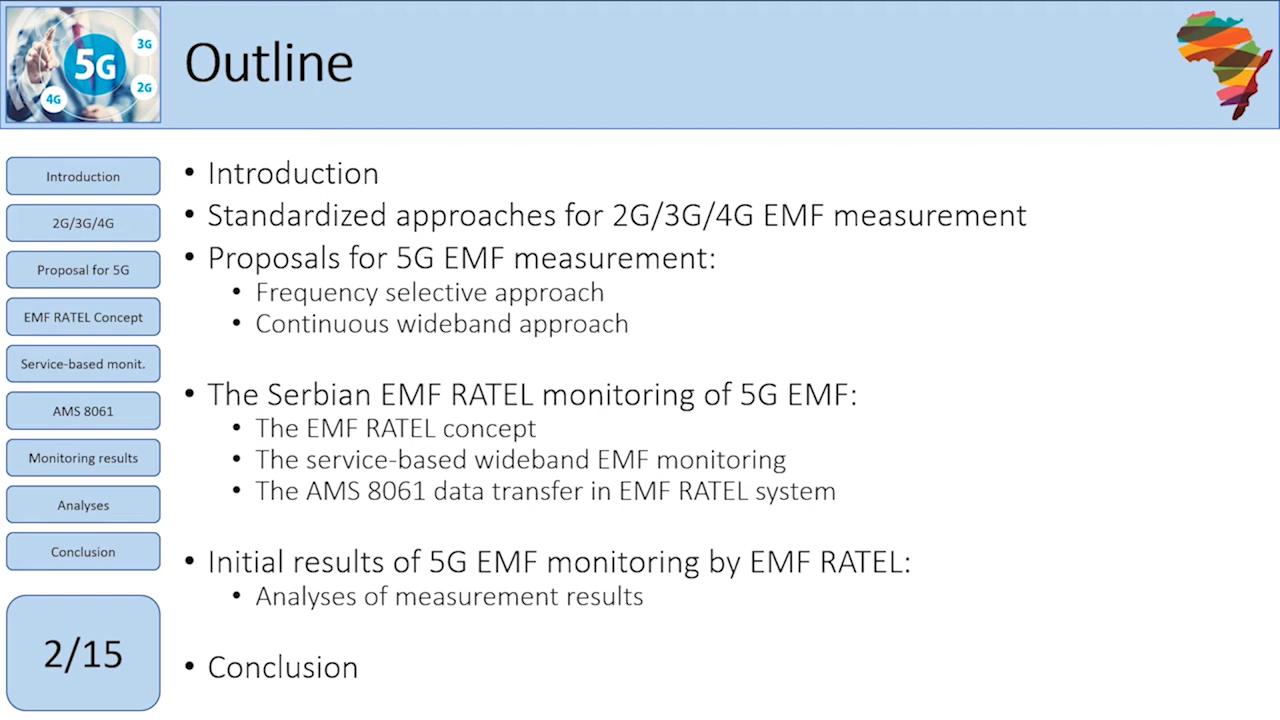 5G
3G
2G
4G
Outline
Introduction
2G/3G/4G
Proposal for 5G
EMF RATEL Concept
Service-based monit.
AMS 8061
Monitoring results
Analyses
Conclusion
2/15
• Introduction
• Standardized approaches for 2G/3G/4G EMF measurement
• Proposals for 5G EMF measurement:
• Frequency selective approach
• Continuous wideband approach
• The Serbian EMF RATEL monitoring of 5G EMF:
• The EMF RATEL concept
• The service-based wideband EMF monitoring
• The AMS 8061 data transfer in EMF RATEL system
• Initial results of 5G EMF monitoring by EMF RATEL:
• Analyses of measurement results
• Conclusion